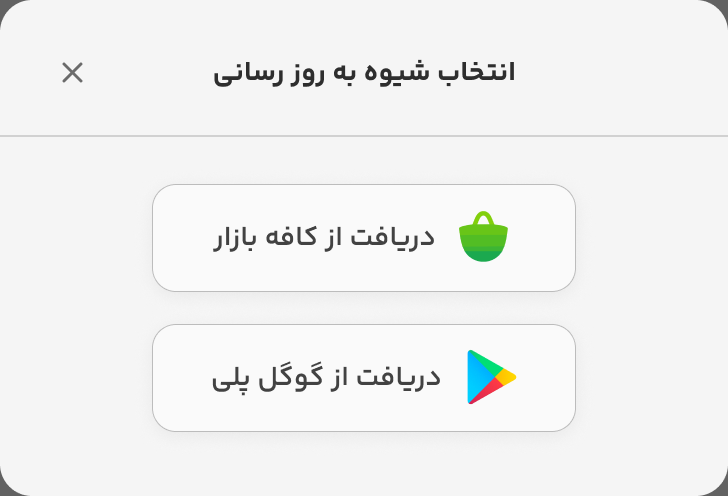 انتخاب شیوه به روز رسانی
دریافت از کافه بازار
دریافت از گوگل پلی